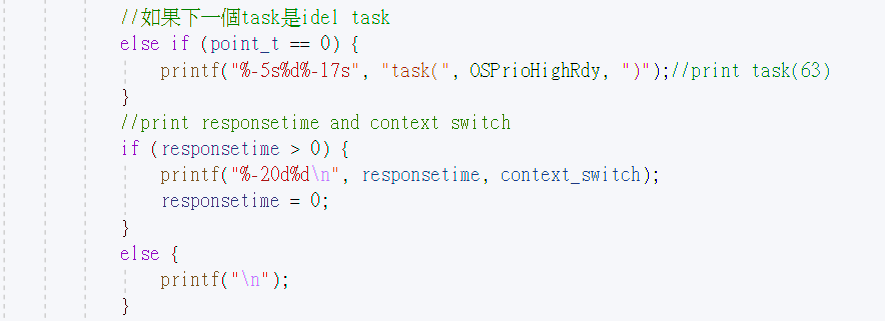 //如果下一個task是idel task
else if (point_t == 0) {
printf("%-5s%d%-17s", "task(", OSPrioHighRdy, ")");//print task(63)
}
//print responsetime and context switch
if (responsetime > 0) {
printf("%-20d%d\n", responsetime, context_switch);
responsetime = 0;
}
else {
printf("\n");
}